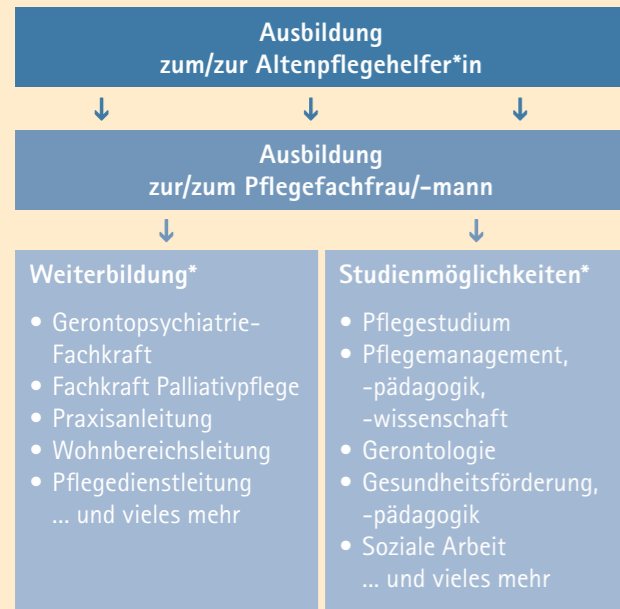 Ausbildung
zum/zur Altenpflegehelfer*in
Ausbildung
zur/zum Pflegefachfrau/-mann
Weiterbildung*
• Gerontopsychiatrie-
Fachkraft
• Fachkraft Palliativpflege
• Praxisanleitung
• Wohnbereichsleitung
• Pflegedienstleitung
... und vieles mehr
Studienmöglichkeiten*
• Pflegestudium
• Pflegemanagement,
-pädagogik,
-wissenschaft
• Gerontologie
• Gesundheitsförderung,
-pädagogik
• Soziale Arbeit
... und vieles mehr